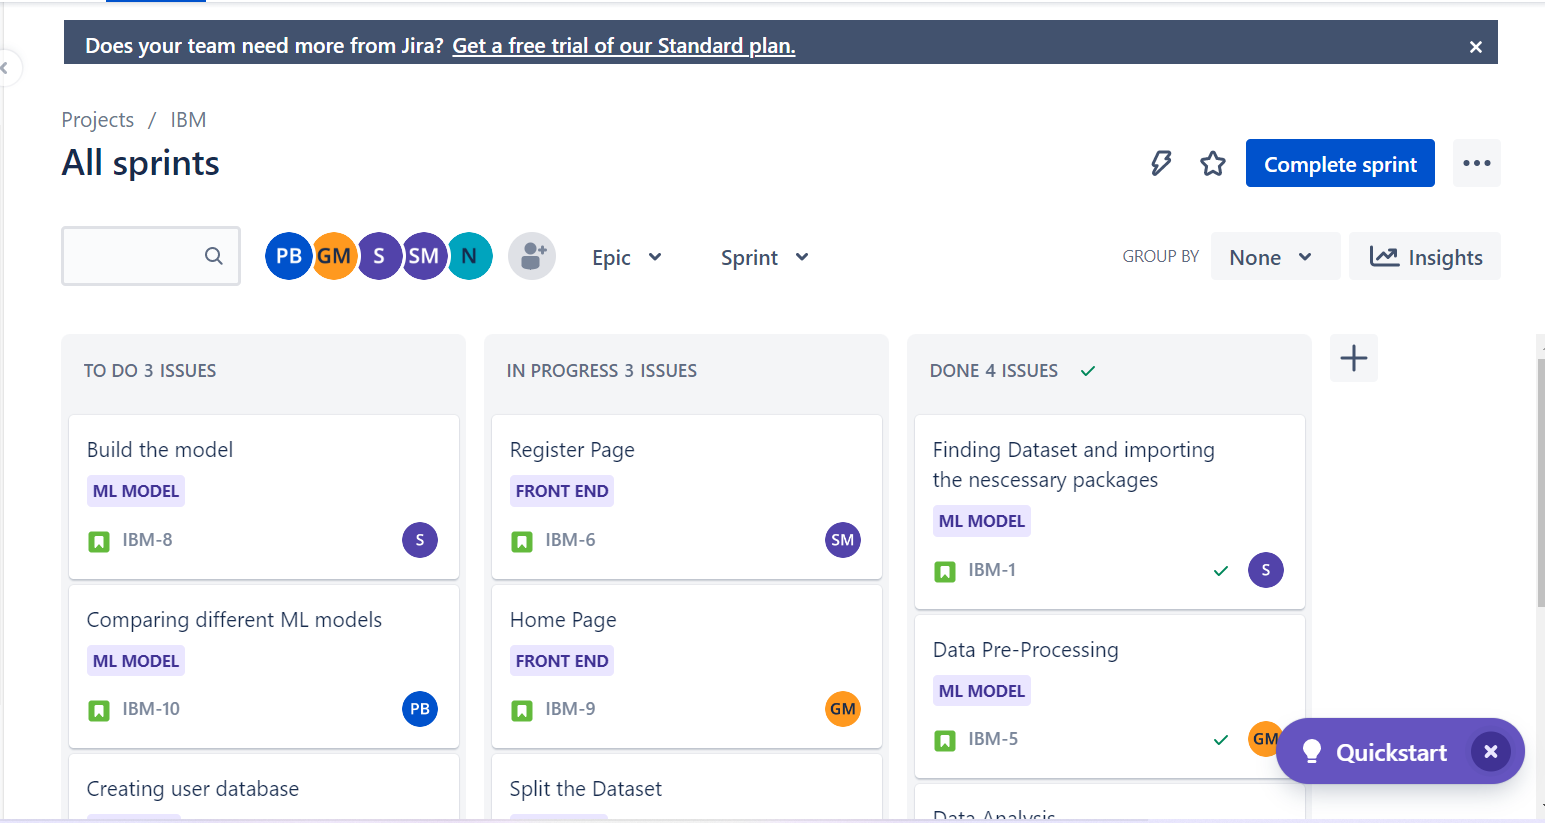 Does your team need more from Jira? Get a free trial of our Standard plan.
Projects / IBM
All sprints
Complete sprint
PB GM S SM N
Epic
Sprint
GROUP BY
None
Insights
TO DO 3 ISSUES
Build the model
ML MODEL
IBM-8
S
Comparing different ML models
ML MODEL
IBM-10
PB
Creating user database
IN PROGRESS 3 ISSUES
Register Page
FRONT END
IBM-6
SM
Home Page
FRONT END
IBM-9
GM
Split the Dataset
DONE 4 ISSUES
Finding Dataset and importing
the nescessary packages
ML MODEL
IBM-1
S
Data Pre-Processing
ML MODEL
IBM-5
GM
Data Analysis
Quickstart